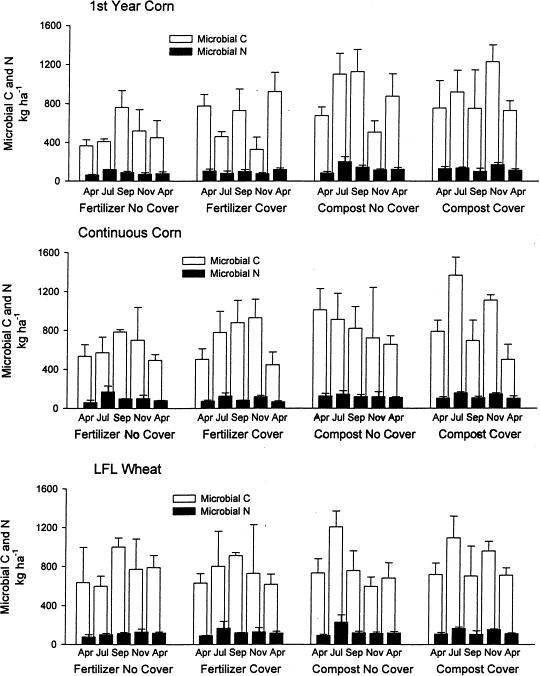 1st Year Corn
Microbial C
Microbial N
Microbial C and N
kg ha-1
1600
1200
800
400
0
Apr Jul Sep Nov Apr
Apr Jul Sep Nov Apr
Apr Jul Sep Nov Apr
Apr Jul Sep Nov Apr
Fertilizer No Cover
Fertilizer Cover
Compost No Cover
Compost Cover
Continuous Corn
Microbial C
Microbial N
Microbial C and N
kg ha-1
1600
1200
800
400
0
Apr Jul Sep Nov Apr
Apr Jul Sep Nov Apr
Apr Jul Sep Nov Apr
Apr Jul Sep Nov Apr
Fertilizer No Cover
Fertilizer Cover
Compost No Cover
Compost Cover
LFL Wheat
Microbial C
Microbial N
Microbial C and N
kg ha-1
1600
1200
800
400
0
Apr Jul Sep Nov Apr
Apr Jul Sep Nov Apr
Apr Jul Sep Nov Apr
Apr Jul Sep Nov Apr
Fertilizer No Cover
Fertilizer Cover
Compost No Cover
Compost Cover